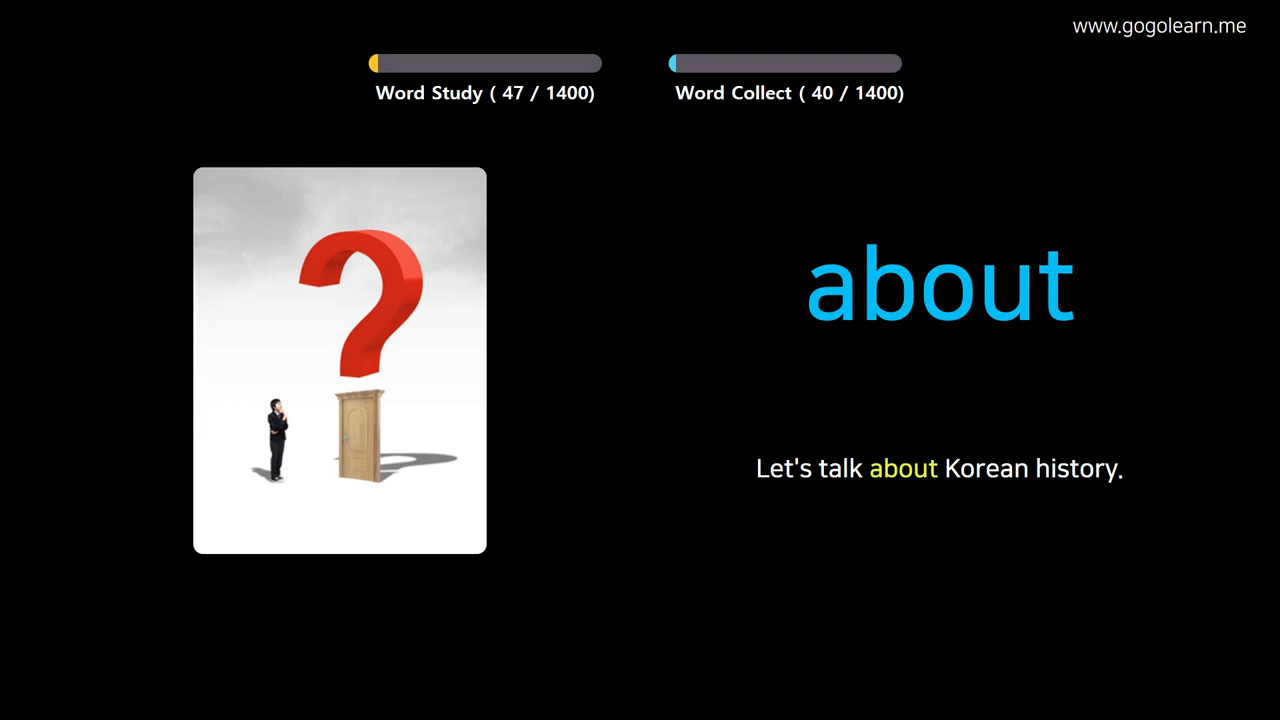 www.gogolearn.me
Word Study ( 47 / 1400)
Word Collect ( 40 / 1400)
about
Let's talk about Korean history.